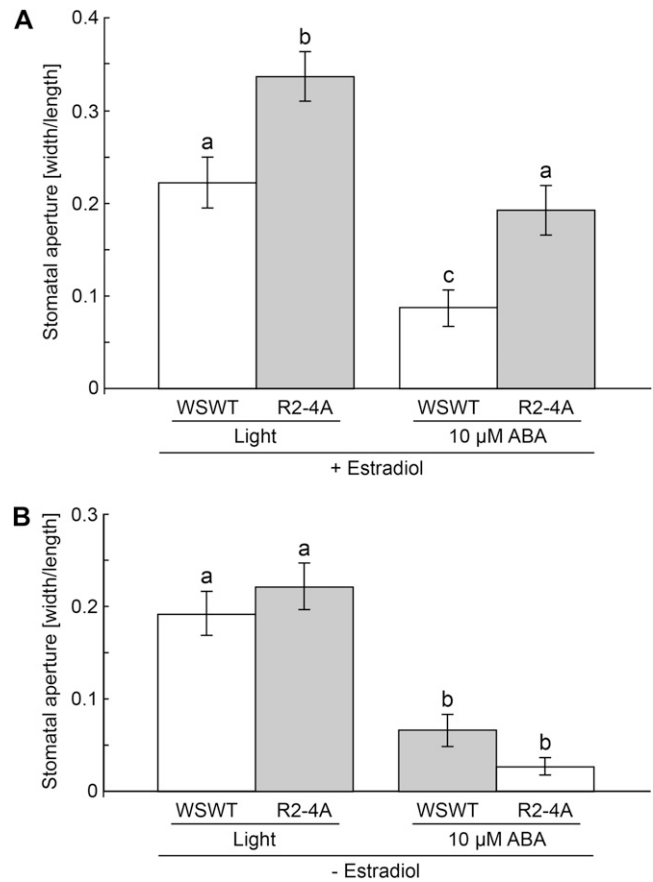 A
Stomatal aperture [width/length]
0.4
0.3
0.2
0.1
0
a
b
c
a
WSWT R2-4A WSWT R2-4A
Light 10 µM ABA
+ Estradiol
B
Stomatal aperture [width/length]
0.3
0.2
0.1
0
a
a
b
b
WSWT R2-4A WSWT R2-4A
Light 10 µM ABA
- Estradiol